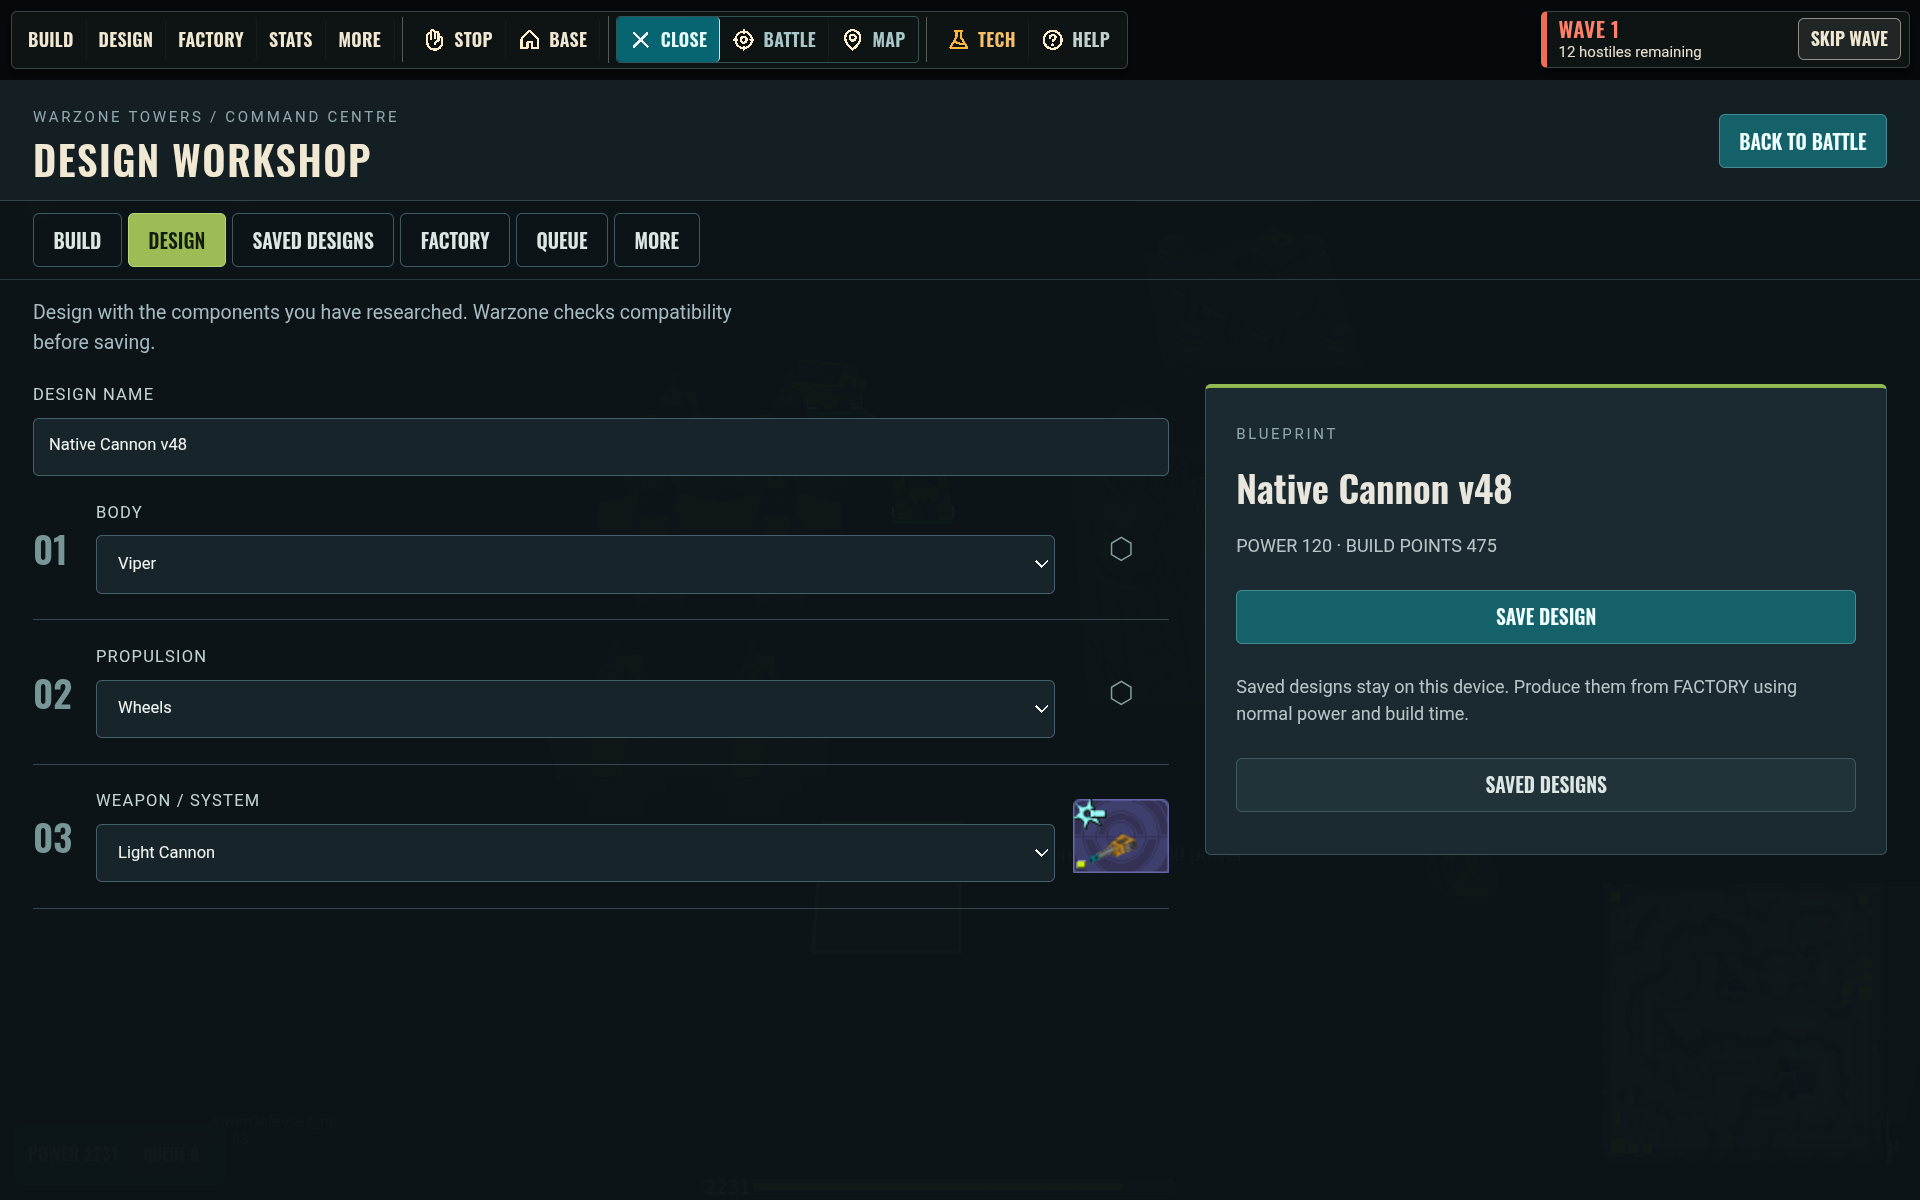 BUILD DESIGN FACTORY STATS MORE STOP BASE CLOSE BATTLE MAP TECH HELP
WAVE 1
12 hostiles remaining
SKIP WAVE
WARZONE TOWERS / COMMAND CENTRE
DESIGN WORKSHOP
BACK TO BATTLE
BUILD DESIGN SAVED DESIGNS FACTORY QUEUE MORE
Design with the components you have researched. Warzone checks compatibility
before saving.
DESIGN NAME
Native Cannon v48
01
BODY
Viper
02
PROPULSION
Wheels
03
WEAPON / SYSTEM
Light Cannon
BLUEPRINT
Native Cannon v48
POWER 120 · BUILD POINTS 475
SAVE DESIGN
Saved designs stay on this device. Produce them from FACTORY using
normal power and build time.
SAVED DESIGNS
POWER 2231
2231